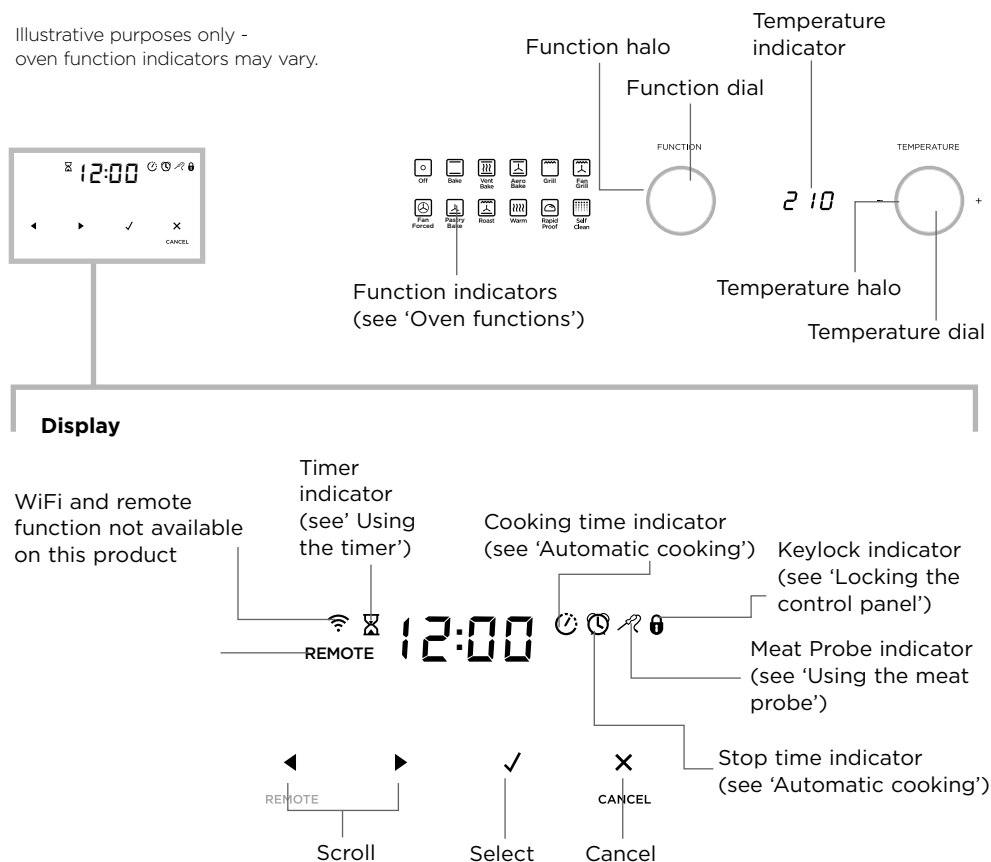 Illustrative purposes only -
oven function indicators may vary.
Function halo
Function dial
Temperature
indicator
12:00
CANCEL
Off
Bake
Vent
Bake
Aero
Bake
Grill
Fan
Grill
Fan
Forced
Pastry
Bake
Roast
Warm
Rapid
Proof
Self
Clean
FUNCTION
210
TEMPERATURE
-
+
Function indicators
(see ‘Oven functions’)
Temperature halo
Temperature dial
Display
WiFi and remote
function not available
on this product
Timer
indicator
(see’ Using
the timer’)
Cooking time indicator
(see ‘Automatic cooking’)
Keylock indicator
(see ‘Locking the
control panel’)
REMOTE
12:00
Meat Probe indicator
(see ‘Using the meat
probe’)
Stop time indicator
(see ‘Automatic cooking’)
REMOTE
CANCEL
Scroll
Select
Cancel